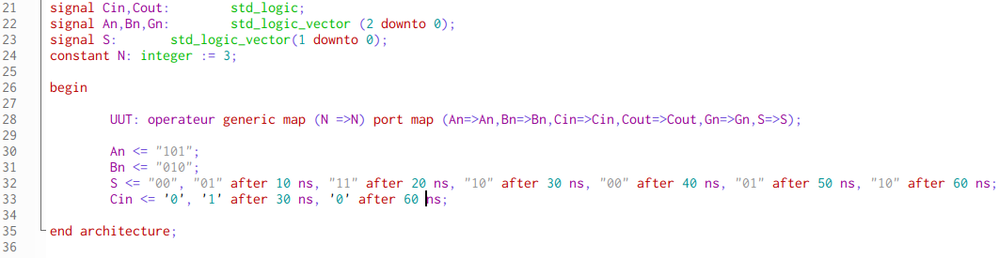 21 signal Cin,Cout: std_logic;
22 signal An,Bn,Gn: std_logic_vector (2 downto 0);
23 signal S: std_logic_vector(1 downto 0);
24 constant N: integer := 3;
25
26 begin
27
28 UUT: operateur generic map (N =>N) port map (An=>An,Bn=>Bn,Cin=>Cin,Cout=>Cout,Gn=>Gn,S=>S);
29
30 An <= "101";
31 Bn <= "010";
32 S <= "00", "01" after 10 ns, "11" after 20 ns, "10" after 30 ns, "00" after 40 ns, "01" after 50 ns, "10" after 60 ns;
33 Cin <= '0', '1' after 30 ns, '0' after 60 ns;
34
35 end architecture;
36